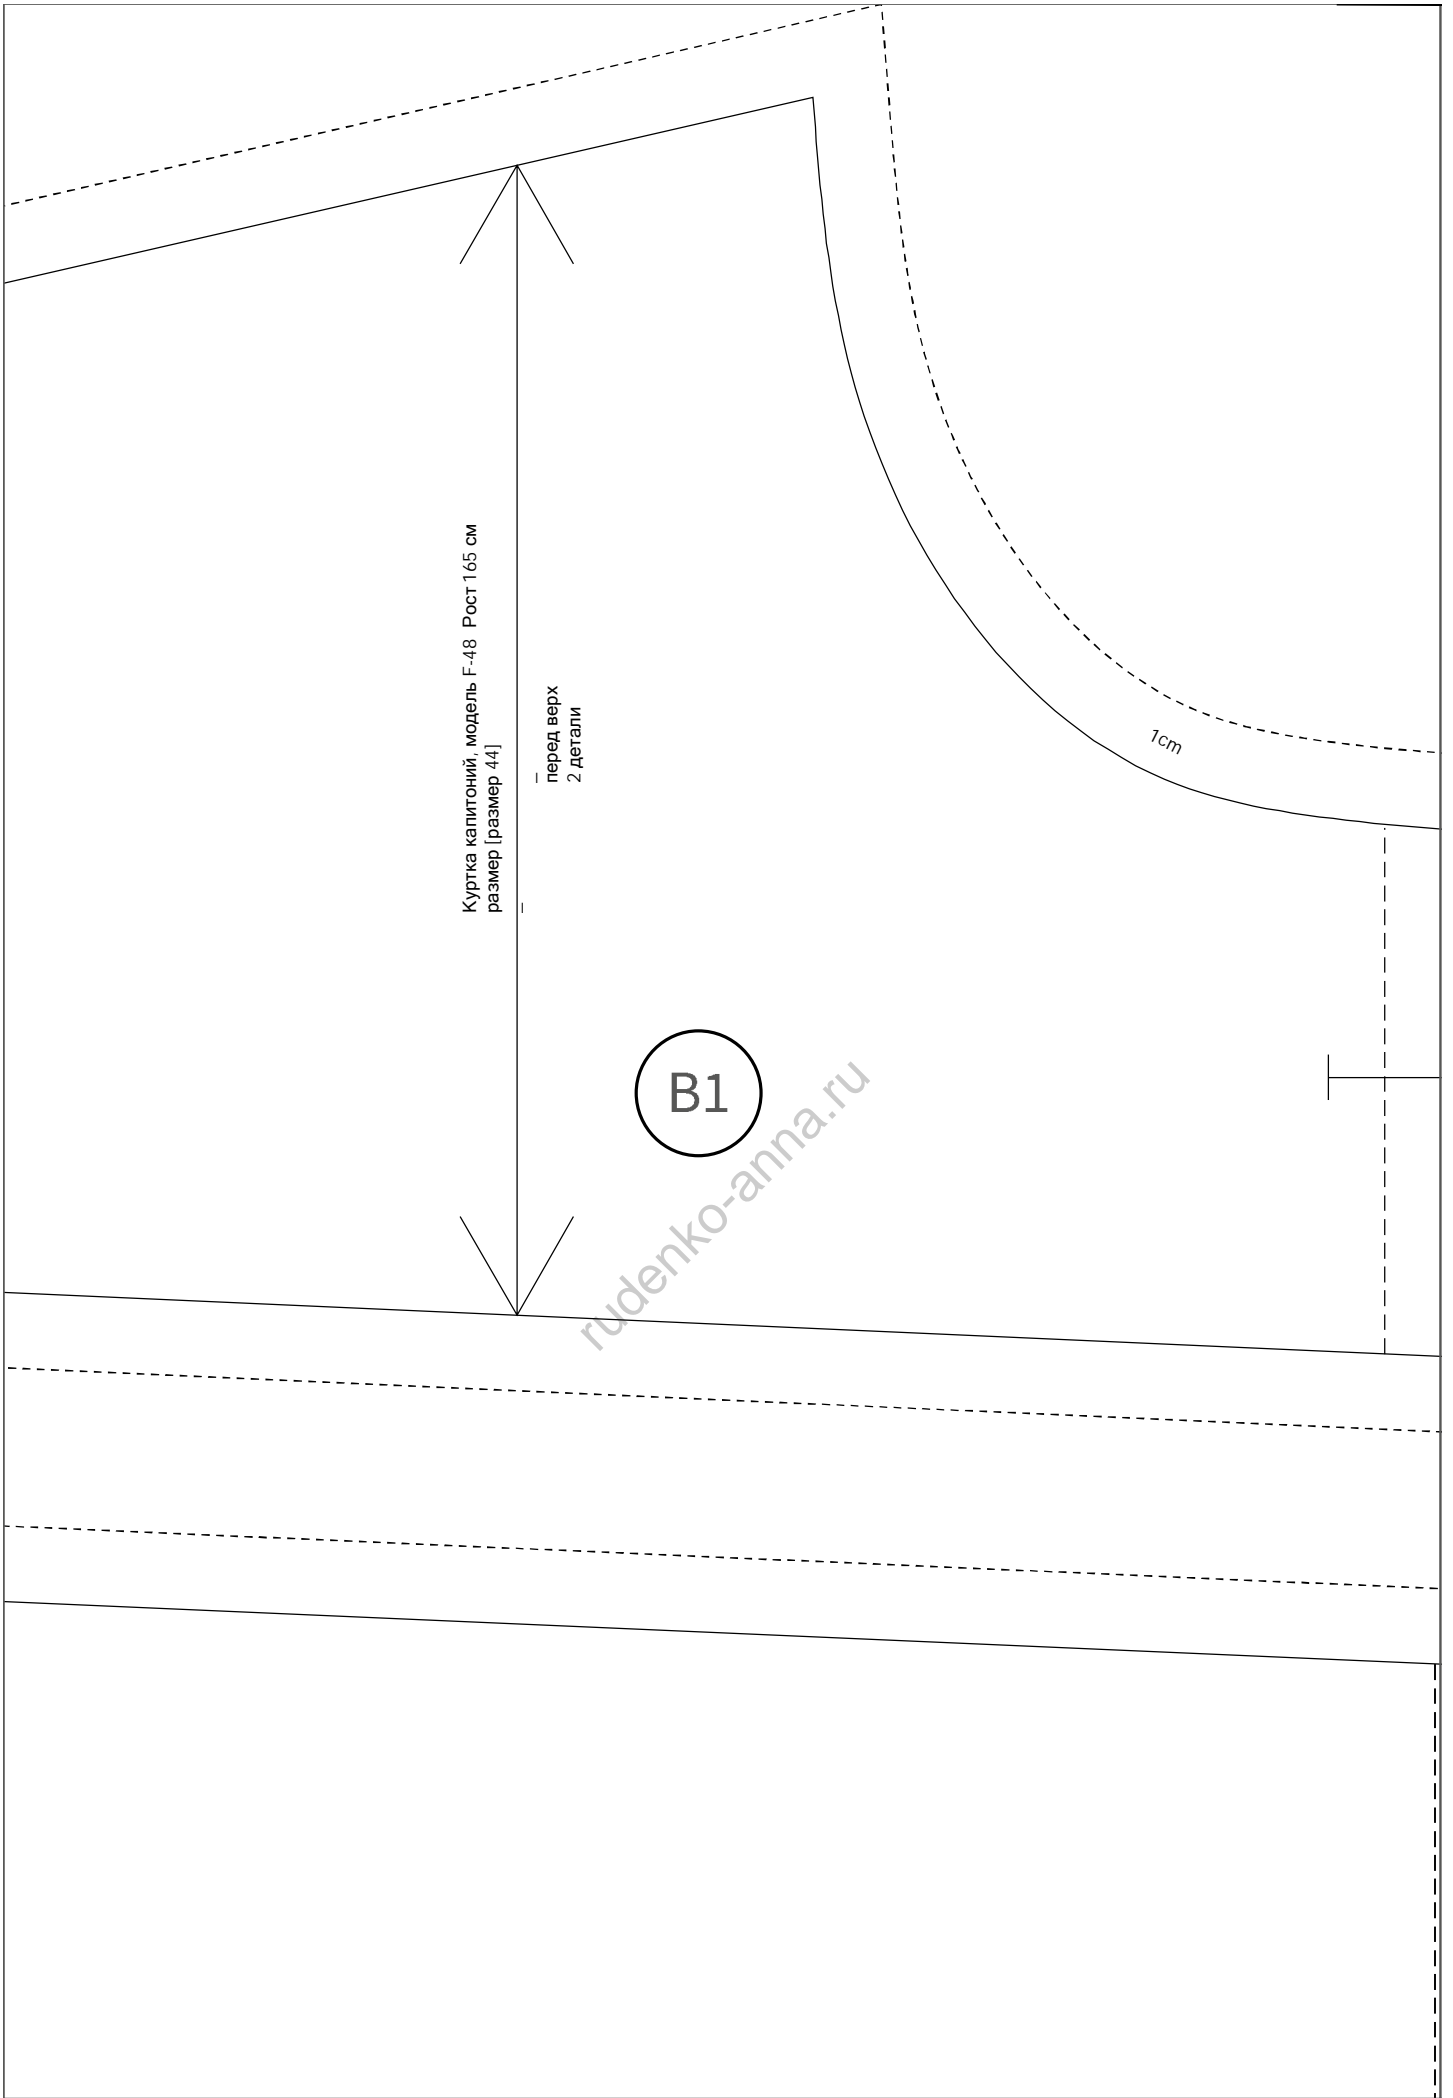 Куртка капитоний, модель F-48 Рост 165 см
размер [размер 44]
перед верх
2 детали
1cm
B1
rudenko-anna.ru